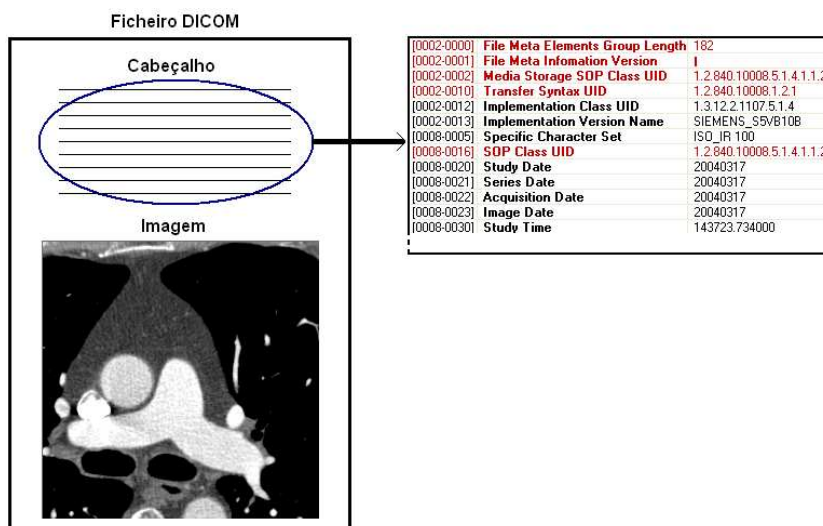 Ficheiro DICOM
Cabeçalho
Imagem
[0002-0000] File Meta Elements Group Length 182
[0002-0001] File Meta Infomation Version
[0002-0002] Media Storage SOP Class UID 1.2.840.10008.5.1.4.1.1.2
[0002-0010] Transfer Syntax UID 1.2.840.10008.1.2.1
[0002-0012] Implementation Class UID 1.3.12.2.1107.5.1.4
[0002-0013] Implementation Version Name SIEMENS_S5VB10B
[0008-0005] Specific Character Set ISO_IR 100
[0008-0016] SOP Class UID 1.2.840.10008.5.1.4.1.1.2
[0008-0020] Study Date 20040317
[0008-0021] Series Date 20040317
[0008-0022] Acquisition Date 20040317
[0008-0023] Image Date 20040317
[0008-0030] Study Time 143723.734000